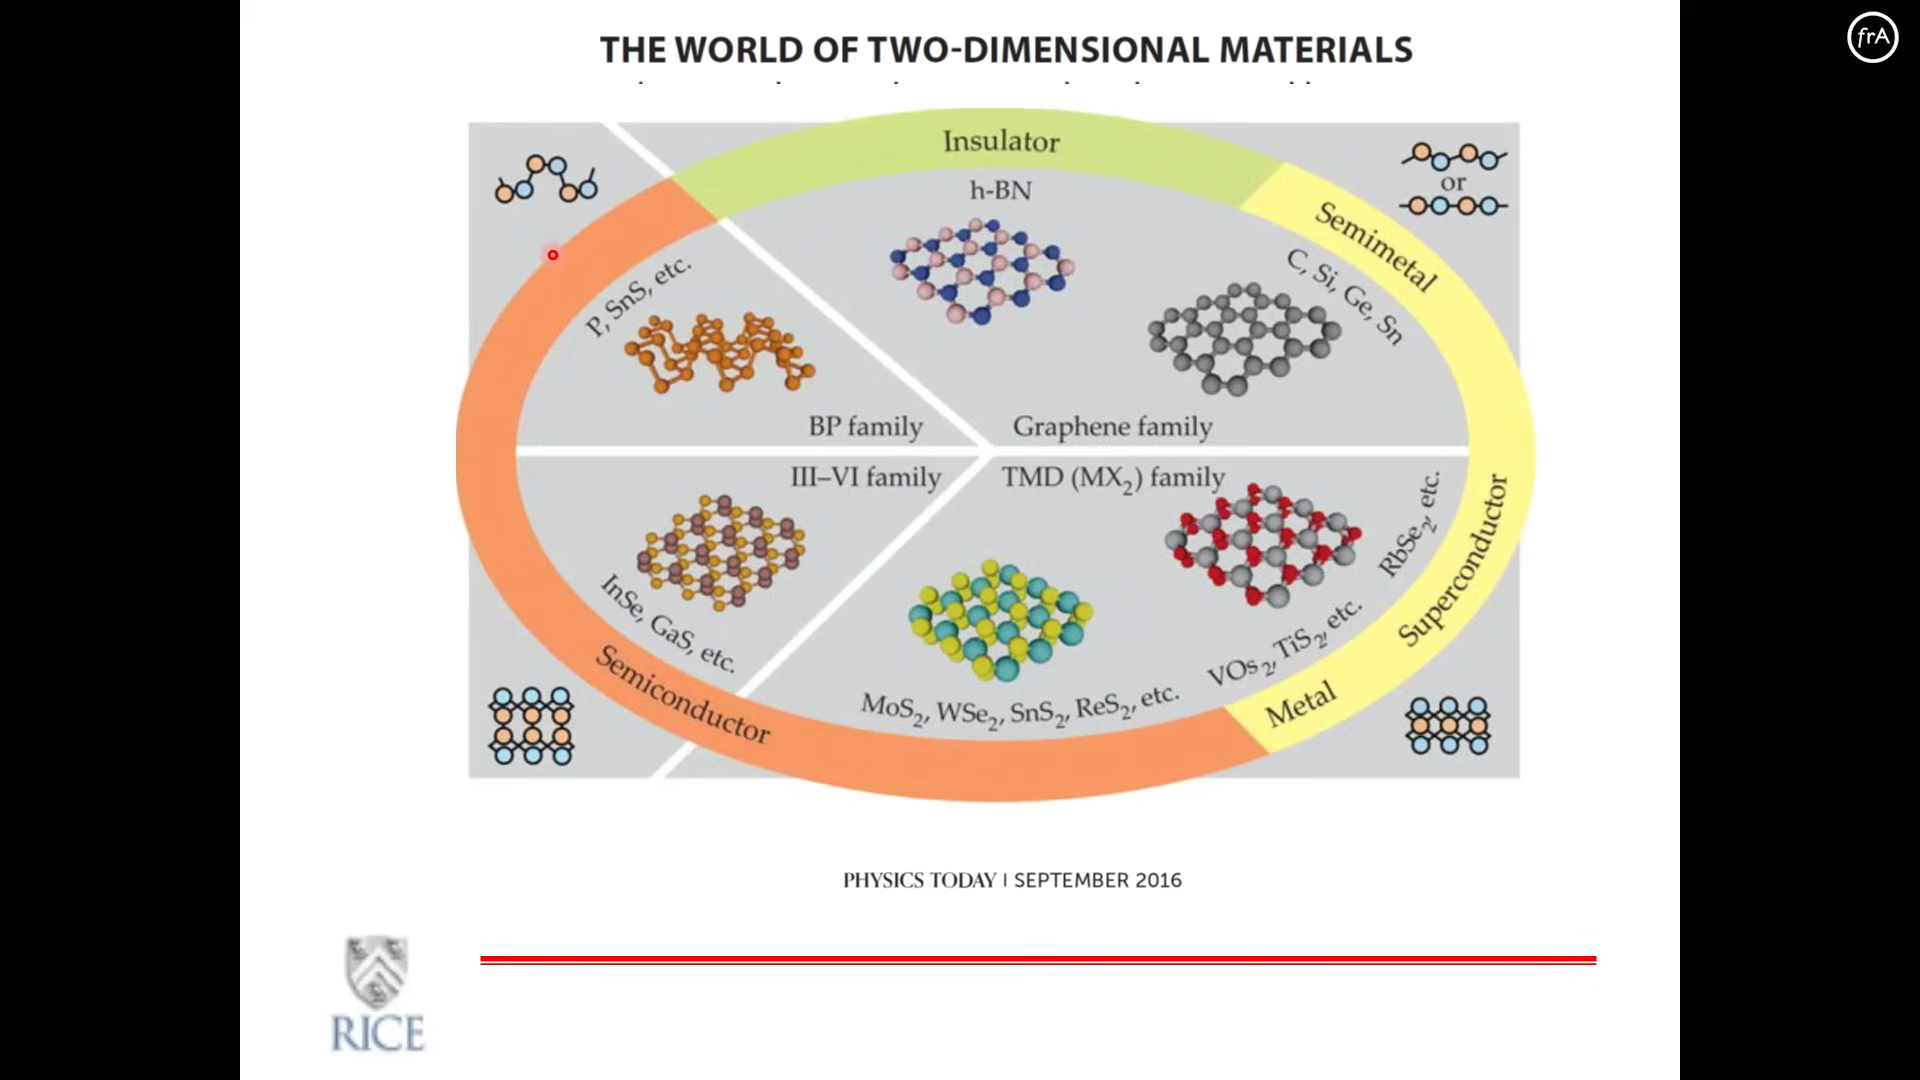 THE WORLD OF TWO-DIMENSIONAL MATERIALS
frA
Insulator
h-BN
or
Semimetal
C, Si, Ge, Sn
P, SnS, etc.
BP family
Graphene family
III–VI family
TMD (MX2) family
RbSe2, etc.
Superconductor
InSe, GaS, etc.
VOs2, TiS2, etc.
MoS2, WSe2, SnS2, ReS2, etc.
Semiconductor
Metal
PHYSICS TODAY | SEPTEMBER 2016
RICE